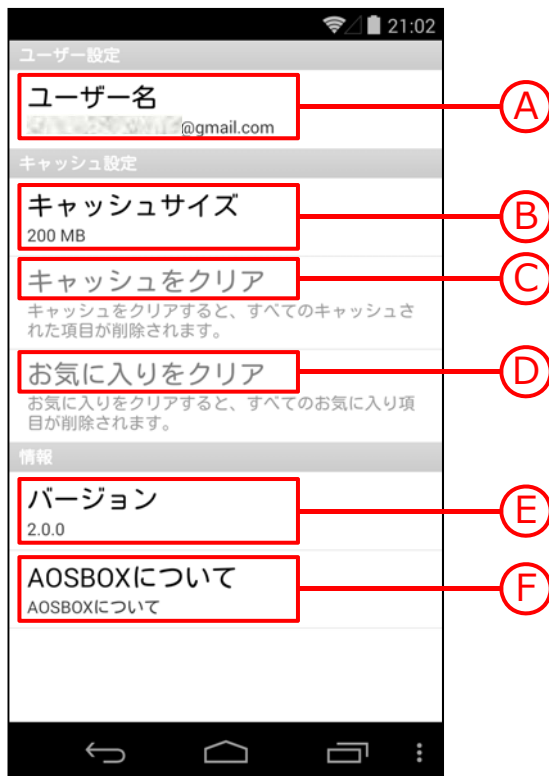 21:02
ユーザー設定
ユーザー名
@gmail.com
A
キャッシュ設定
キャッシュサイズ
200 MB
B
キャッシュをクリア
C
キャッシュをクリアすると、すべてのキャッシュさ
れた項目が削除されます。
お気に入りをクリア
D
お気に入りをクリアすると、すべてのお気に入り項
目が削除されます。
情報
バージョン
2.0.0
E
AOSBOXについて
AOSBOXについて
F